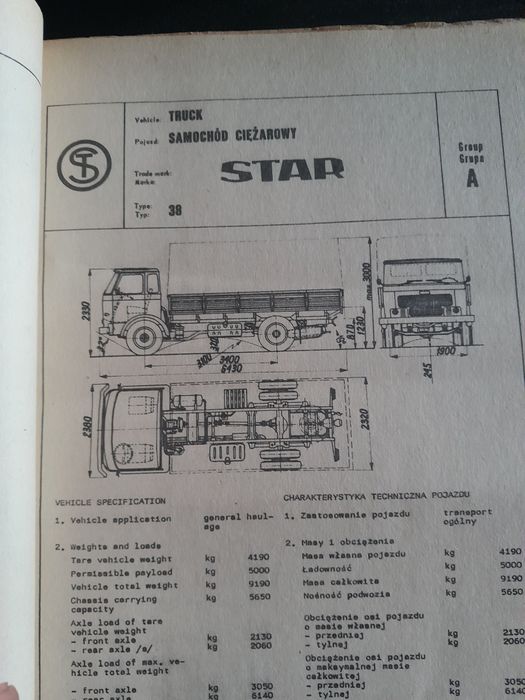 Vehicle: TRUCK
Pojazd: SAMOCHÓD CIĘŻAROWY
Trade mark:
Marka:
STAR
Type:
Typ: 38
Group
Grupa
A
2330
max. 3000
870
1230
3400
6430
245
1900
2380
2320
VEHICLE SPECIFICATION
1. Vehicle application general haul-
age
2. Weights and loads
Tare vehicle weight kg 4190
Permissible payload kg 5000
Vehicle total weight kg 9190
Chassis carrying
capacity kg 5650
Axle load of tare
vehicle weight
- front axle kg 2130
- rear axle /s/ kg 2060
Axle load of max. ve-
hicle total weight
- front axle kg 3050
- rear axle kg 6140
CHARAKTERYSTYKA TECHNICZNA POJAZDU
1. Zastosowanie pojazdu transport
ogólny
2. Masy i obciążenia
Masa własna pojazdu kg 4190
Ładowność kg 5000
Masa całkowita kg 9190
Nośność podwozia kg 5650
Obciążenie osi pojazdu
o masie własnej
- przedniej kg 2130
- tylnej kg 2060
Obciążenie osi pojazdu
o maksymalnej masie
całkowitej
- przedniej kg 3050
- tylnej kg 6140